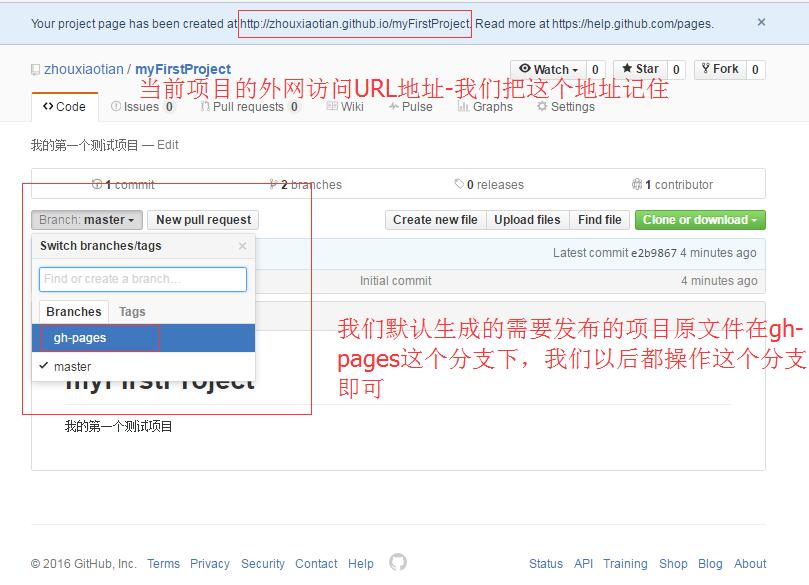 Your project page has been created at http://zhouxiaotian.github.io/myFirstProject. Read more at https://help.github.com/pages.
zhouxiaotian / myFirstProject
Watch 0 Star 0 Fork 0
当前项目的外网访问URL地址-我们把这个地址记住
Code Issues 0 Pull requests 0 Wiki Pulse Graphs Settings
我的第一个测试项目 — Edit
1 commit 2 branches 0 releases 1 contributor
Branch: master New pull request Create new file Upload files Find file Clone or download
Switch branches/tags
Latest commit e2b9867 4 minutes ago
Find or create a branch…
Initial commit 4 minutes ago
Branches Tags
gh-pages
master
我们默认生成的需要发布的项目原文件在gh-
pages这个分支下，我们以后都操作这个分支
即可
myFirstProject
我的第一个测试项目
© 2016 GitHub, Inc. Terms Privacy Security Contact Help Status API Training Shop Blog About